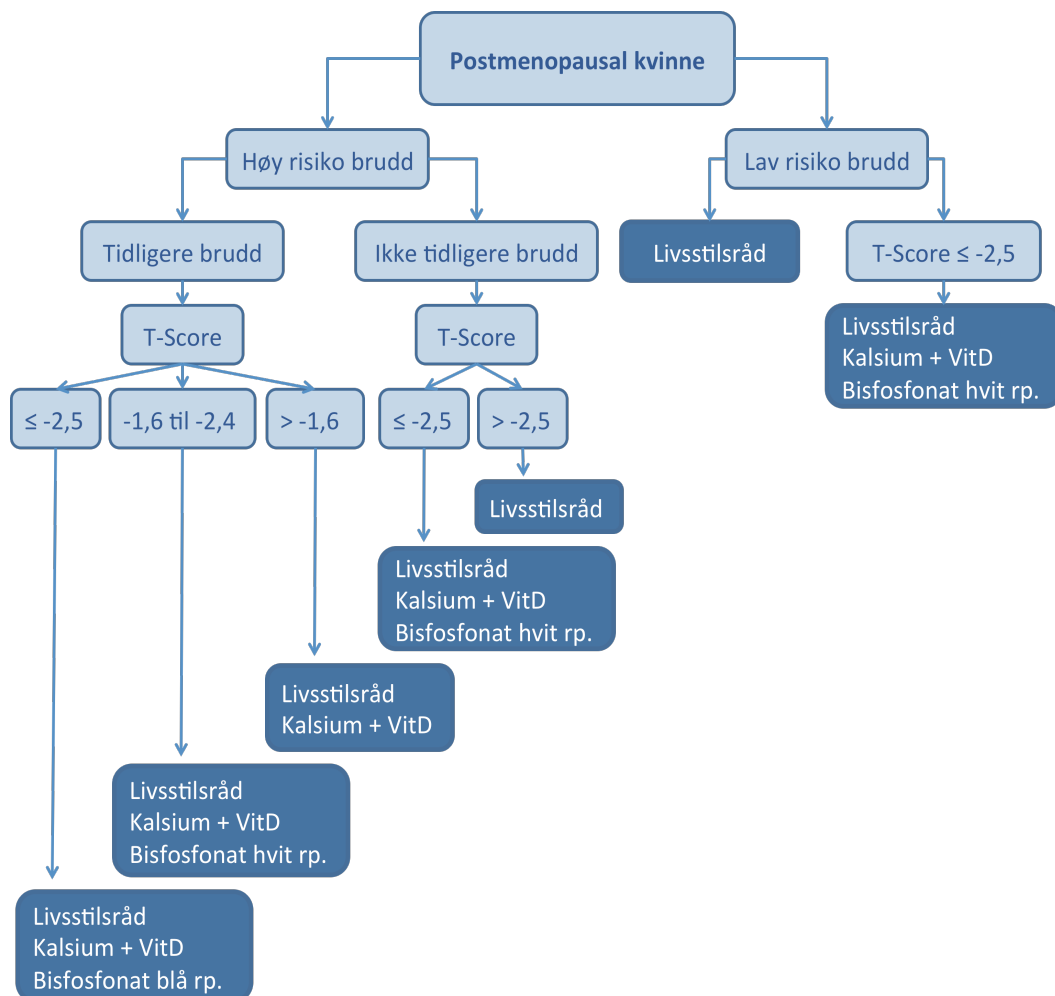 Postmenopausal kvinne
Høy risiko brudd
Lav risiko brudd
Tidligere brudd
Ikke tidligere brudd
Livsstilsråd
T-Score ≤ -2,5
T-Score
T-Score
Livsstilsråd
Kalsium + VitD
Bisfosfonat hvit rp.
≤ -2,5
-1,6 til -2,4
> -1,6
≤ -2,5
> -2,5
Livsstilsråd
Livsstilsråd
Kalsium + VitD
Bisfosfonat hvit rp.
Livsstilsråd
Kalsium + VitD
Livsstilsråd
Kalsium + VitD
Bisfosfonat hvit rp.
Livsstilsråd
Kalsium + VitD
Bisfosfonat blå rp.